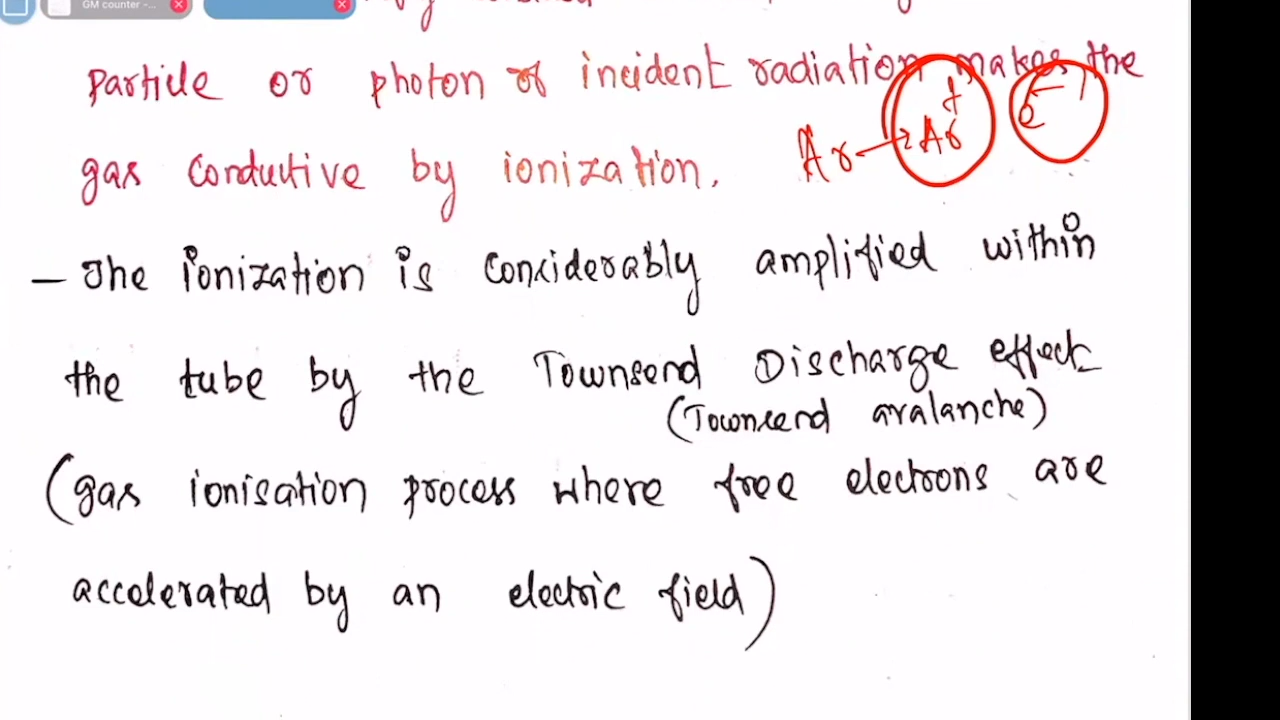 GM counter -...
particle or photon of incident radiation makes the
gas conductive by ionization. Ar → Ar+ e-
– The ionization is considerably amplified within
the tube by the Townsend Discharge effect
(Townsend avalanche)
(gas ionisation process where free electrons are
accelerated by an electric field)